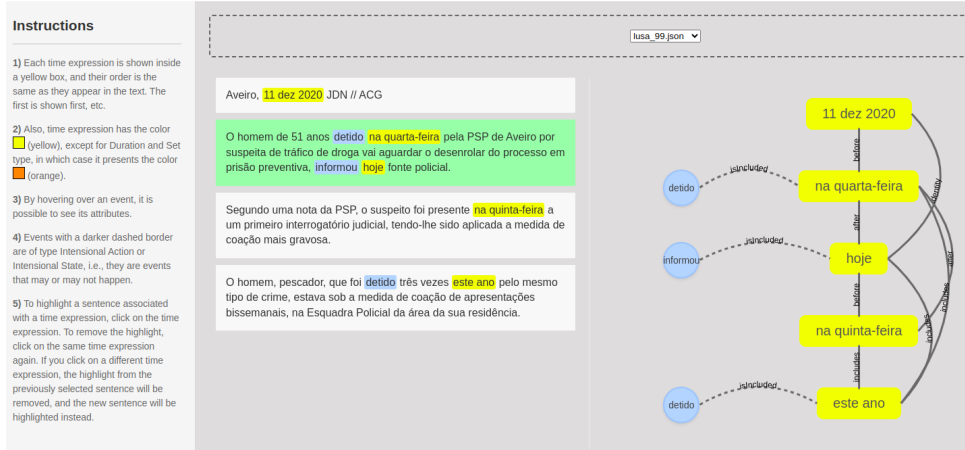 Instructions
1) Each time expression is shown inside
a yellow box, and their order is the
same as they appear in the text. The
first is shown first, etc.
2) Also, time expression has the color
(yellow), except for Duration and Set
type, in which case it presents the color
(orange).
3) By hovering over an event, it is
possible to see its attributes.
4) Events with a darker dashed border
are of type Intensional Action or
Intensional State, i.e., they are events
that may or may not happen.
5) To highlight a sentence associated
with a time expression, click on the time
expression. To remove the highlight,
click on the same time expression
again. If you click on a different time
expression, the highlight from the
previously selected sentence will be
removed, and the new sentence will be
highlighted instead.
lusa_99.json
Aveiro, 11 dez 2020 JDN // ACG
O homem de 51 anos detido na quarta-feira pela PSP de Aveiro por
suspeita de tráfico de droga vai aguardar o desenrolar do processo em
prisão preventiva, informou hoje fonte policial.
Segundo uma nota da PSP, o suspeito foi presente na quinta-feira a
um primeiro interrogatório judicial, tendo-lhe sido aplicada a medida de
coação mais gravosa.
O homem, pescador, que foi detido três vezes este ano pelo mesmo
tipo de crime, estava sob a medida de coação de apresentações
bissemanais, na Esquadra Policial da área da sua residência.
11 dez 2020
before
identity
detido
isIncluded
na quarta-feira
after
informou
isIncluded
hoje
before
includes
includes
na quinta-feira
includes
detido
isIncluded
este ano